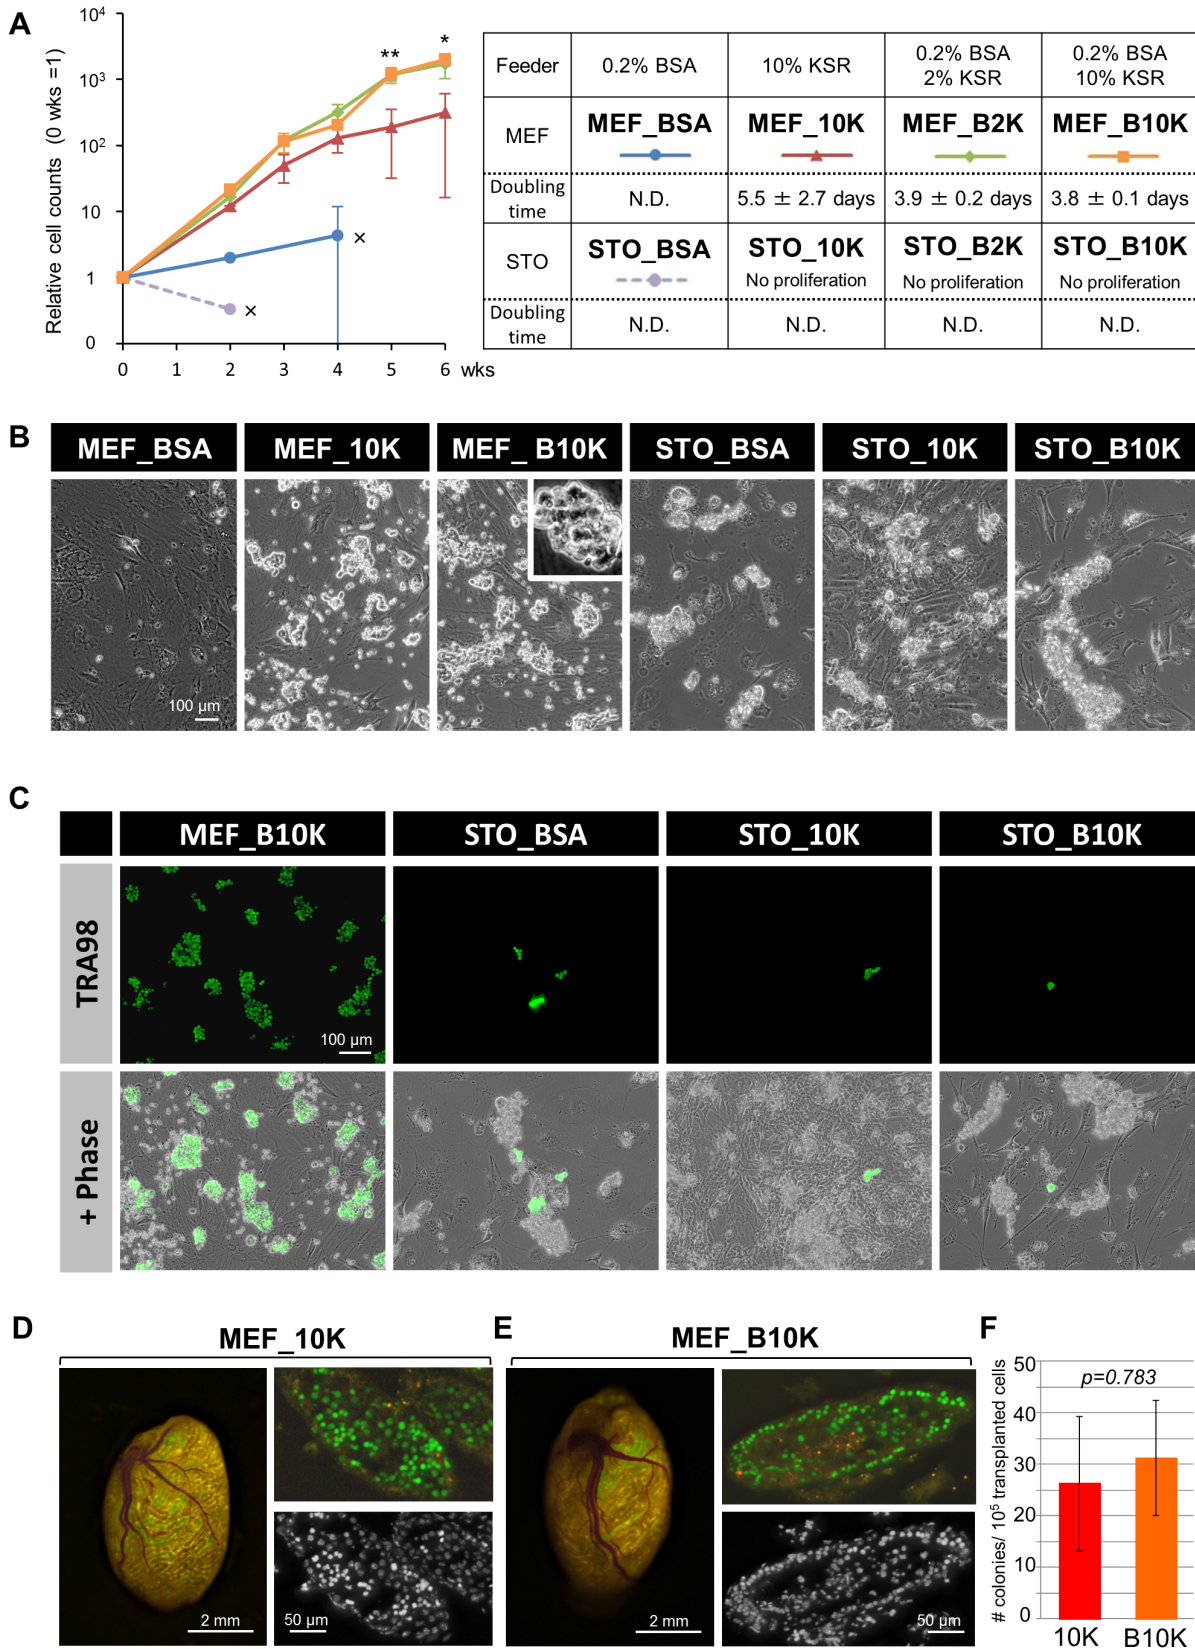 A
10⁴
10³
10²
10
1
0
Relative cell counts (0 wks =1)
0 1 2 3 4 5 6 wks
**
*
×
×
Feeder 0.2% BSA 10% KSR 0.2% BSA 2% KSR 0.2% BSA 10% KSR
MEF MEF_BSA MEF_10K MEF_B2K MEF_B10K
Doubling time N.D. 5.5 ± 2.7 days 3.9 ± 0.2 days 3.8 ± 0.1 days
STO STO_BSA STO_10K STO_B2K STO_B10K
No proliferation No proliferation No proliferation
Doubling time N.D. N.D. N.D. N.D.
B
MEF_BSA MEF_10K MEF_ B10K STO_BSA STO_10K STO_B10K
100 µm
C
MEF_B10K STO_BSA STO_10K STO_B10K
TRA98
100 µm
+ Phase
D
MEF_10K
2 mm
50 µm
E
MEF_B10K
2 mm
50 µm
F
# colonies/ 10⁵ transplanted cells
50
40
30
20
10
0
p=0.783
10K B10K